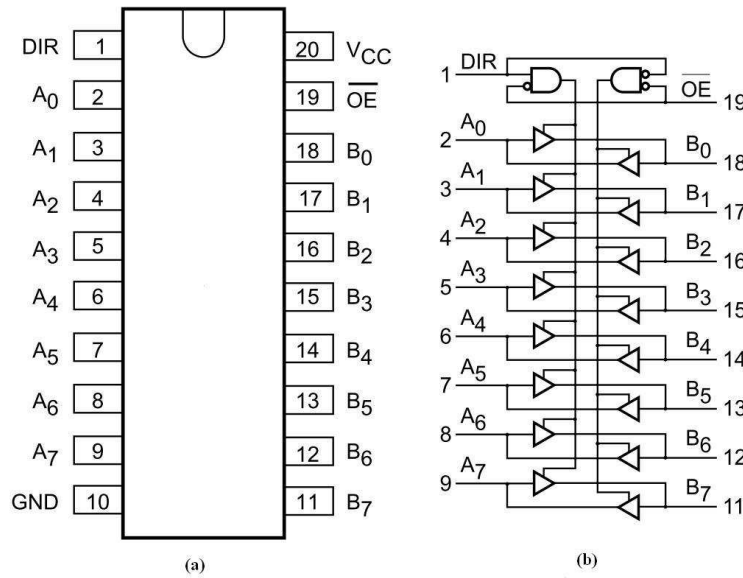 DIR 1 20 VCC
A0 2 19 OE
A1 3 18 B0
A2 4 17 B1
A3 5 16 B2
A4 6 15 B3
A5 7 14 B4
A6 8 13 B5
A7 9 12 B6
GND 10 11 B7
(a)
1 DIR OE 19
2 A0 B0 18
3 A1 B1 17
4 A2 B2 16
5 A3 B3 15
6 A4 B4 14
7 A5 B5 13
8 A6 B6 12
9 A7 B7 11
(b)